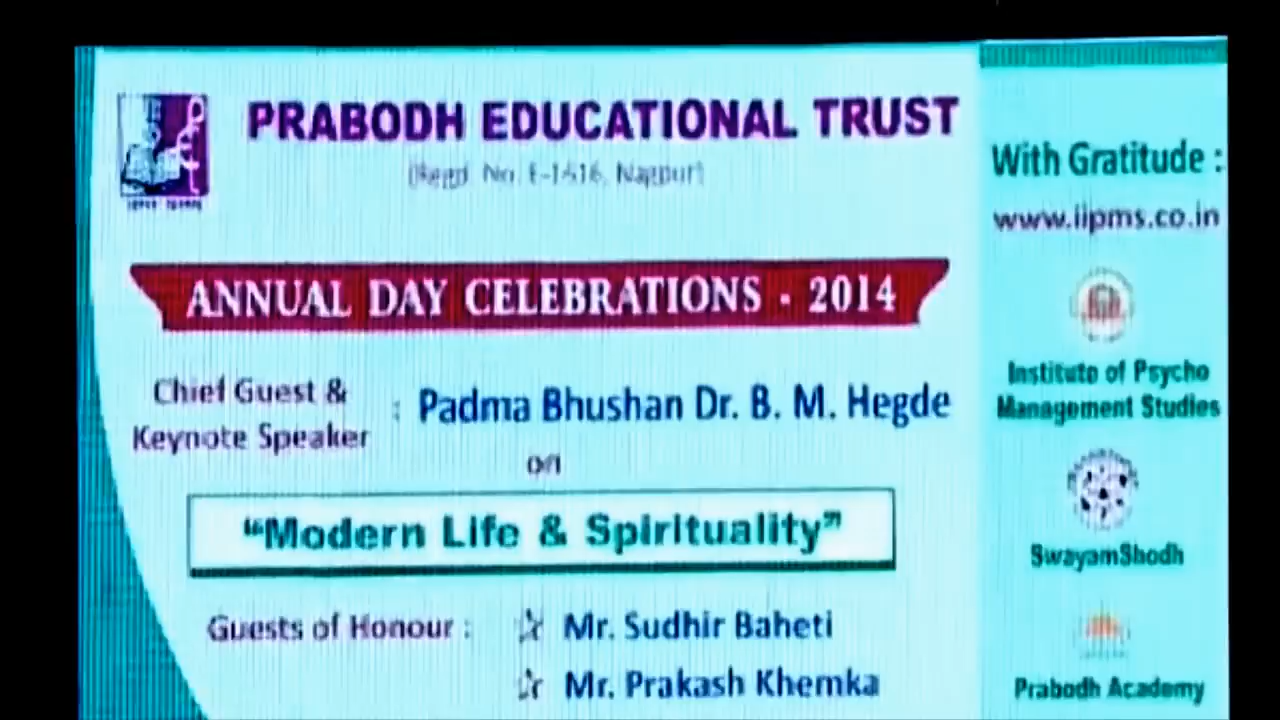 PRABODH EDUCATIONAL TRUST
(Regd. No. E-1616, Nagpur)
ANNUAL DAY CELEBRATIONS - 2014
Chief Guest &
Keynote Speaker : Padma Bhushan Dr. B. M. Hegde
on
“Modern Life & Spirituality”
Guests of Honour : Mr. Sudhir Baheti
Mr. Prakash Khemka
With Gratitude :
www.iipms.co.in
Institute of Psycho
Management Studies
SwayamShodh
Prabodh Academy